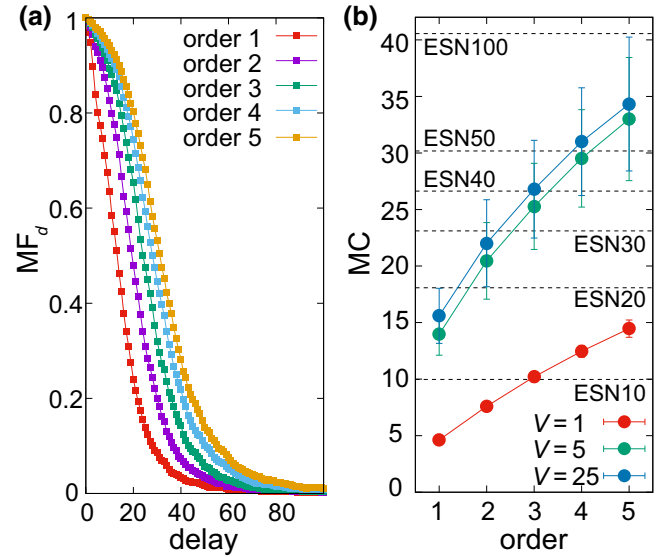 (a)
1
0.8
0.6
0.4
0.2
0
MF_d
0 20 40 60 80
delay
order 1
order 2
order 3
order 4
order 5
(b)
40
35
30
25
20
15
10
5
0
MC
ESN100
ESN50
ESN40
ESN30
ESN20
ESN10
V = 1
V = 5
V = 25
1 2 3 4 5
order